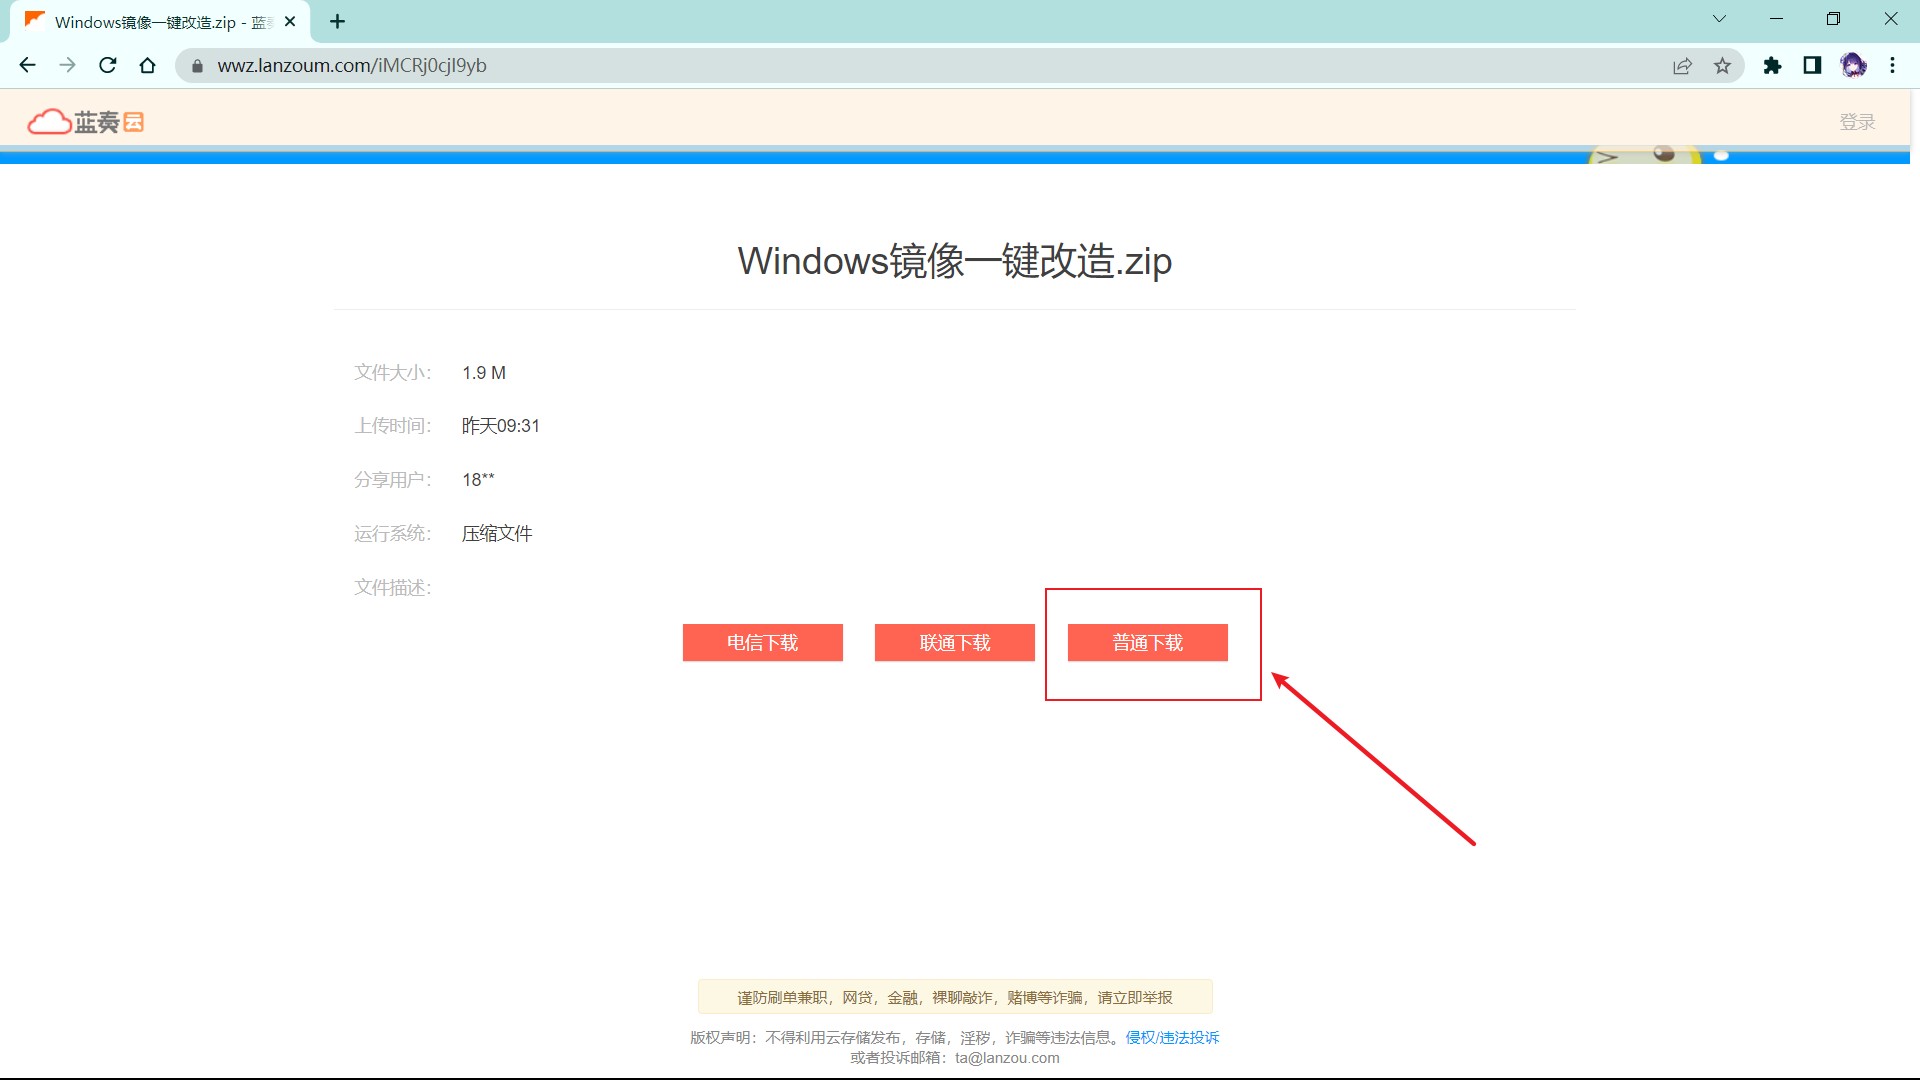 Windows镜像一键改造.zip - 蓝
wwz.lanzoum.com/iMCRj0cjl9yb
蓝奏云
登录
Windows镜像一键改造.zip
文件大小： 1.9 M
上传时间： 昨天09:31
分享用户： 18**
运行系统： 压缩文件
文件描述：
电信下载 联通下载 普通下载
谨防刷单兼职，网贷，金融，裸聊敲诈，赌博等诈骗，请立即举报
版权声明：不得利用云存储发布，存储，淫秽，诈骗等违法信息。侵权/违法投诉
或者投诉邮箱：ta@lanzou.com